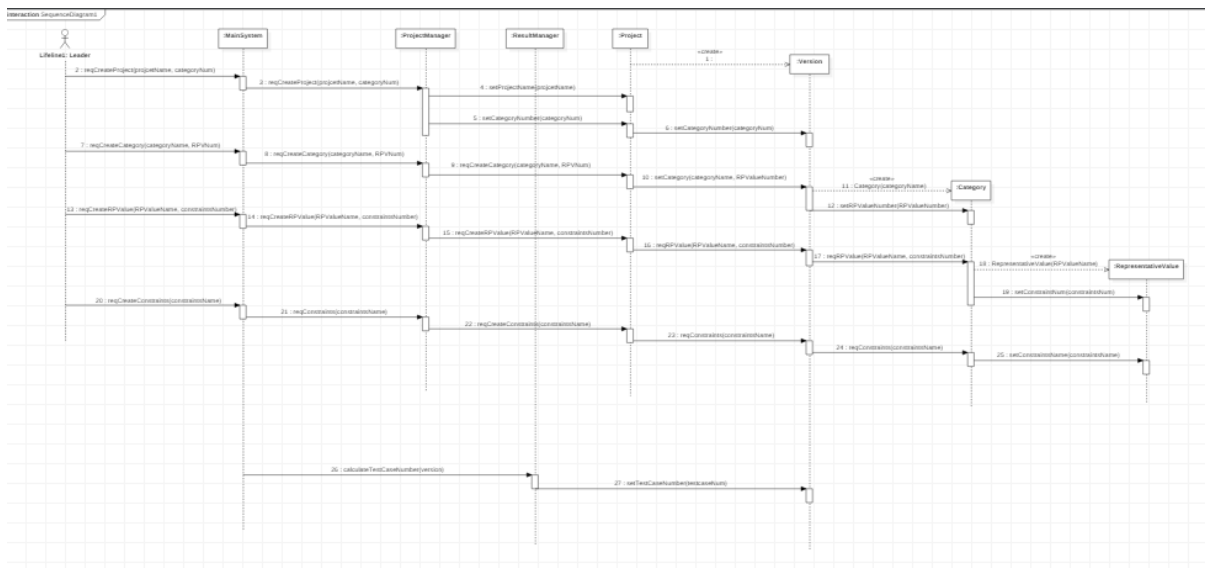 interaction SequenceDiagram1
:MainSystem
:ProjectManager
:ResultManager
:Project
Lifeline1: Leader
«create»
1 :
:Version
2 : reqCreateProject(projcetName, categoryNum)
3 : reqCreateProject(projcetName, categoryNum)
4 : setProjectName(projcetName)
5 : setCategoryNumber(categoryNum)
6 : setCategoryNumber(categoryNum)
7 : reqCreateCategory(categoryName, RPVNum)
8 : reqCreateCategory(categoryName, RPVNum)
9 : reqCreateCategory(categoryName, RPVNum)
10 : setCategory(categoryName, RPValueNumber)
«create»
11 : Category(categoryName)
:Category
12 : setRPValueNumber(RPValueNumber)
13 : reqCreateRPValue(RPValueName, constraintsNumber)
14 : reqCreateRPValue(RPValueName, constraintsNumber)
15 : reqCreateRPValue(RPValueName, constraintsNumber)
16 : reqRPValue(RPValueName, constraintsNumber)
17 : reqRPValue(RPValueName, constraintsNumber)
«create»
18 : RepresentativeValue(RPValueName)
:RepresentativeValue
19 : setConstraintNum(constraintsNum)
20 : reqCreateConstraints(constraintsName)
21 : reqConstraints(constraintsName)
22 : reqCreateConstraints(constraintsName)
23 : reqConstraints(constraintsName)
24 : reqConstraints(constraintsName)
25 : setConstraintsName(constraintsName)
26 : calculateTestCaseNumber(version)
27 : setTestCaseNumber(testcaseNum)